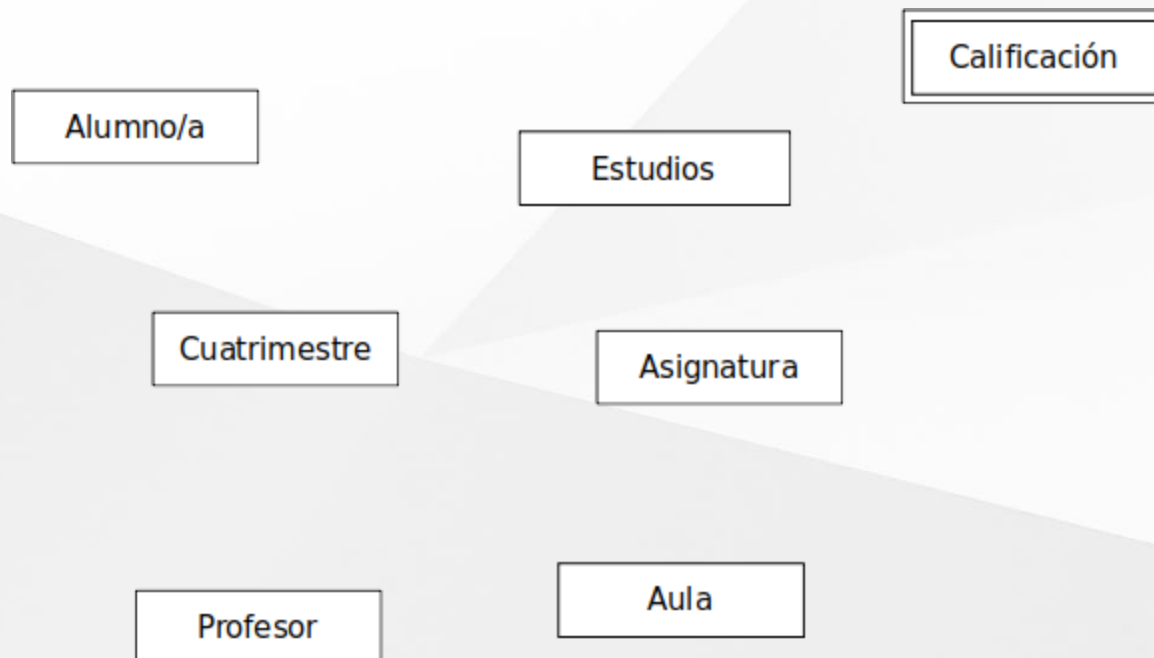 Calificación
Alumno/a
Estudios
Cuatrimestre
Asignatura
Aula
Profesor